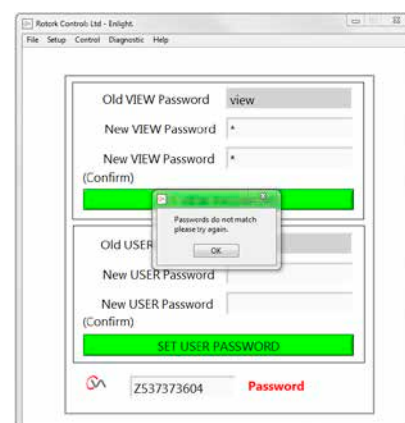 Rotork Controls Ltd - Enlight
File Setup Control Diagnostic Help
Old VIEW Password view
New VIEW Password *
New VIEW Password *
(Confirm)
Passwords do not match
please try again.
OK
Old USER
New USER Password
New USER Password
(Confirm)
SET USER PASSWORD
Z537373604 Password